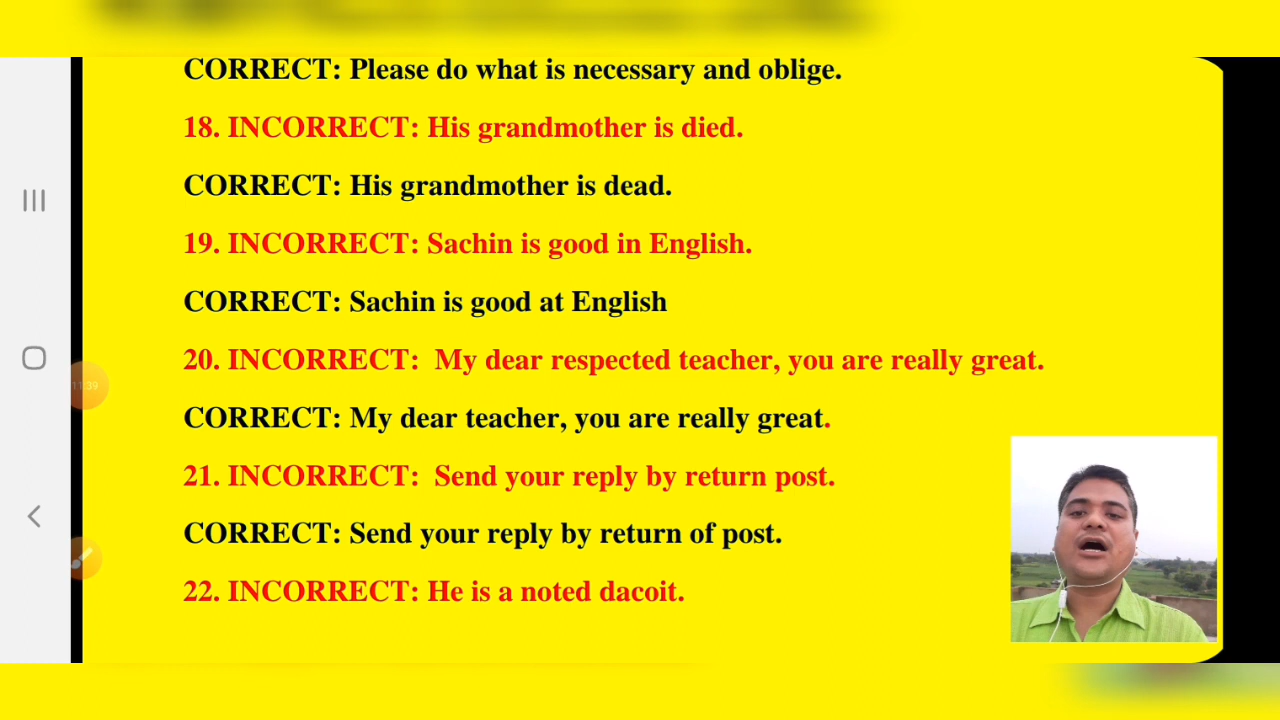 CORRECT: Please do what is necessary and oblige.
18. INCORRECT: His grandmother is died.
CORRECT: His grandmother is dead.
19. INCORRECT: Sachin is good in English.
CORRECT: Sachin is good at English
20. INCORRECT:  My dear respected teacher, you are really great.
CORRECT: My dear teacher, you are really great.
21. INCORRECT:  Send your reply by return post.
CORRECT: Send your reply by return of post.
22. INCORRECT: He is a noted dacoit.
11:39